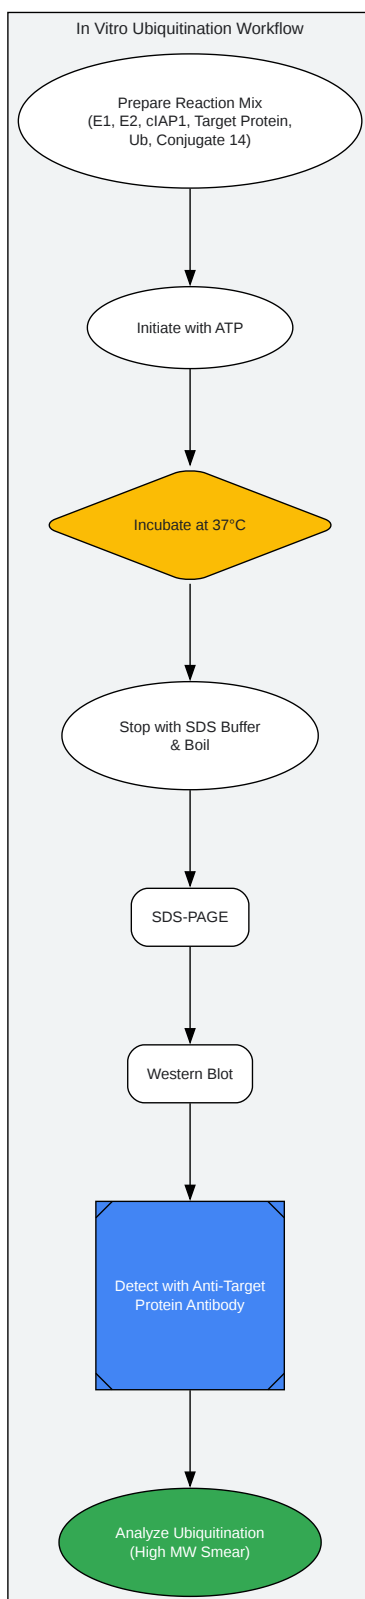 In Vitro Ubiquitination Workflow
Prepare Reaction Mix
(E1, E2, cIAP1, Target Protein,
Ub, Conjugate 14)
Initiate with ATP
Incubate at 37°C
Stop with SDS Buffer
& Boil
SDS-PAGE
Western Blot
Detect with Anti-Target
Protein Antibody
Analyze Ubiquitination
(High MW Smear)